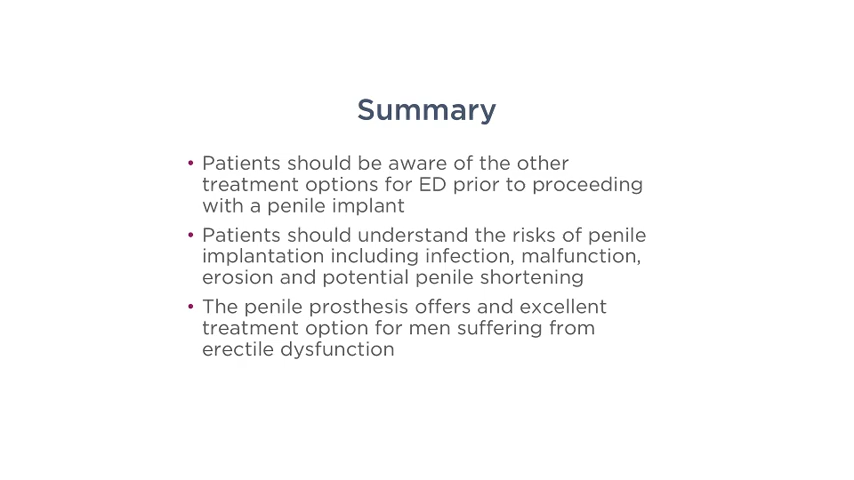 Summary
• Patients should be aware of the other
treatment options for ED prior to proceeding
with a penile implant
• Patients should understand the risks of penile
implantation including infection, malfunction,
erosion and potential penile shortening
• The penile prosthesis offers and excellent
treatment option for men suffering from
erectile dysfunction